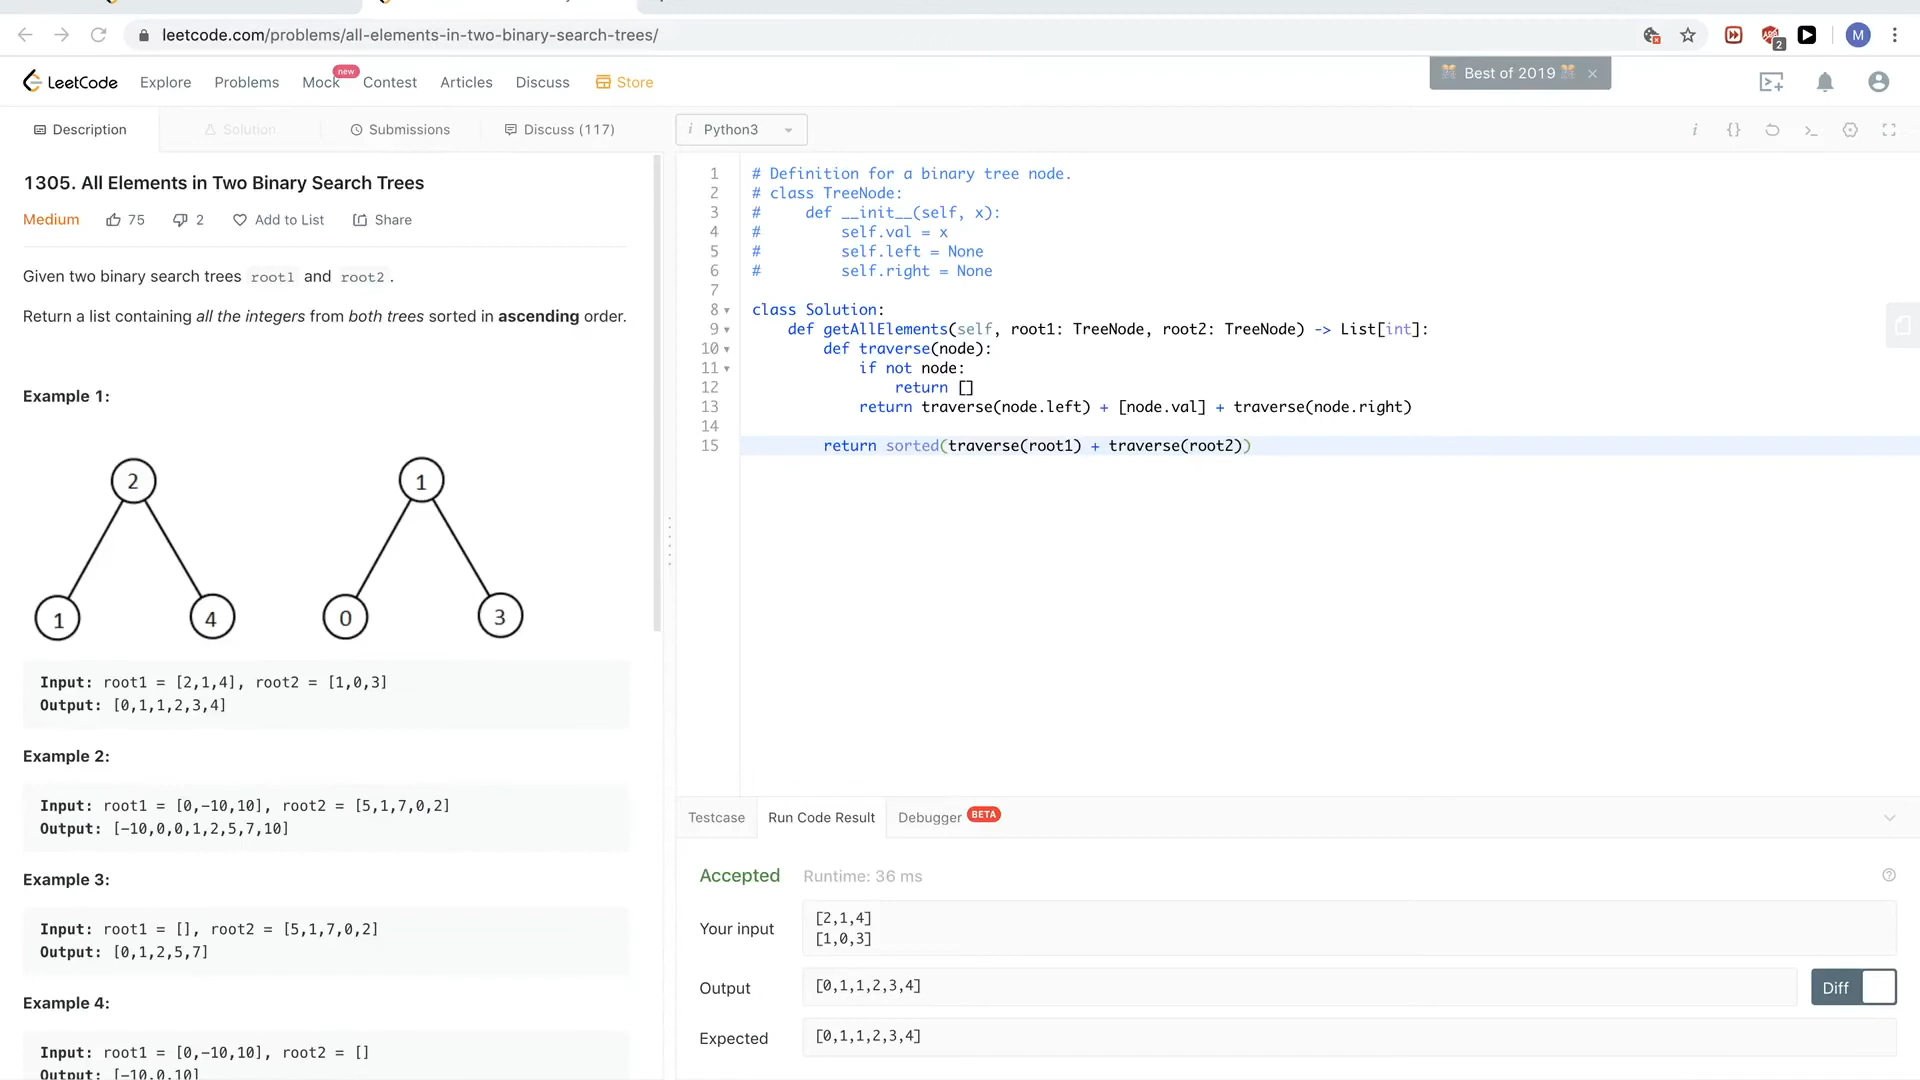 leetcode.com/problems/all-elements-in-two-binary-search-trees/
2
M
LeetCode
Explore
Problems
Mock
new
Contest
Articles
Discuss
Store
Best of 2019 ×
Description
Solution
Submissions
Discuss (117)
i Python3
i {} >_
1305. All Elements in Two Binary Search Trees
Medium 75 2 Add to List Share
Given two binary search trees root1 and root2 .
Return a list containing all the integers from both trees sorted in ascending order.
Example 1:
2
1
1
4
0
3
Input: root1 = [2,1,4], root2 = [1,0,3]
Output: [0,1,1,2,3,4]
Example 2:
Input: root1 = [0,-10,10], root2 = [5,1,7,0,2]
Output: [-10,0,0,1,2,5,7,10]
Example 3:
Input: root1 = [], root2 = [5,1,7,0,2]
Output: [0,1,2,5,7]
Example 4:
Input: root1 = [0,-10,10], root2 = []
Output: [-10,0,10]
1 # Definition for a binary tree node.
2 # class TreeNode:
3 #     def __init__(self, x):
4 #         self.val = x
5 #         self.left = None
6 #         self.right = None
7
8 class Solution:
9     def getAllElements(self, root1: TreeNode, root2: TreeNode) -> List[int]:
10         def traverse(node):
11             if not node:
12                 return []
13             return traverse(node.left) + [node.val] + traverse(node.right)
14
15         return sorted(traverse(root1) + traverse(root2))
Testcase
Run Code Result
Debugger BETA
Accepted Runtime: 36 ms
Your input
[2,1,4]
[1,0,3]
Output
[0,1,1,2,3,4]
Diff
Expected
[0,1,1,2,3,4]